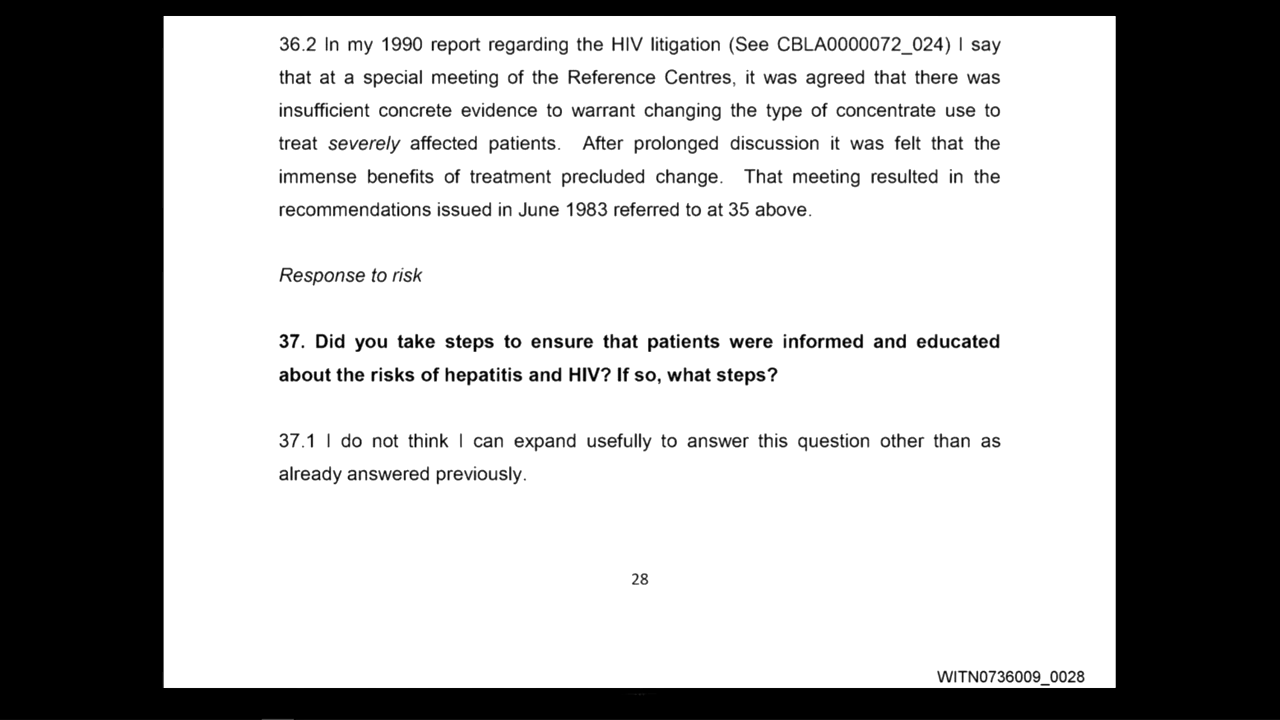 36.2 In my 1990 report regarding the HIV litigation (See CBLA0000072_024) I say
that at a special meeting of the Reference Centres, it was agreed that there was
insufficient concrete evidence to warrant changing the type of concentrate use to
treat severely affected patients. After prolonged discussion it was felt that the
immense benefits of treatment precluded change. That meeting resulted in the
recommendations issued in June 1983 referred to at 35 above.
Response to risk
37. Did you take steps to ensure that patients were informed and educated
about the risks of hepatitis and HIV? If so, what steps?
37.1 I do not think I can expand usefully to answer this question other than as
already answered previously.
28
WITN0736009_0028